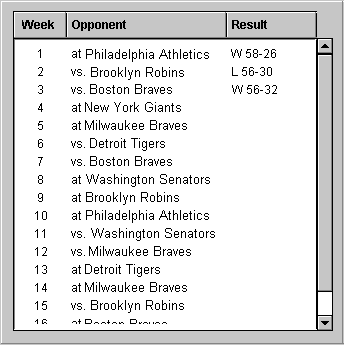 Week Opponent Result
1 at Philadelphia Athletics W 58-26
2 vs. Brooklyn Robins L 56-30
3 vs. Boston Braves W 56-32
4 at New York Giants
5 at Milwaukee Braves
6 vs. Detroit Tigers
7 vs. Boston Braves
8 at Washington Senators
9 at Brooklyn Robins
10 at Philadelphia Athletics
11 vs. Washington Senators
12 vs. Milwaukee Braves
13 at Detroit Tigers
14 at Milwaukee Braves
15 vs. Brooklyn Robins
16 at Boston Braves